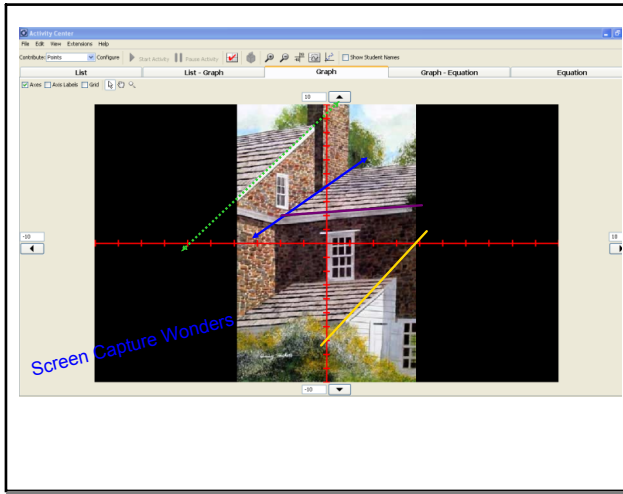 Activity Center
File Edit View Extensions Help
Contribute: Points Configure Start Activity Pause Activity Show Student Names
List List - Graph Graph Graph - Equation Equation
Axes Axis Labels Grid
10
-10
10
Screen Capture Wonders
-10